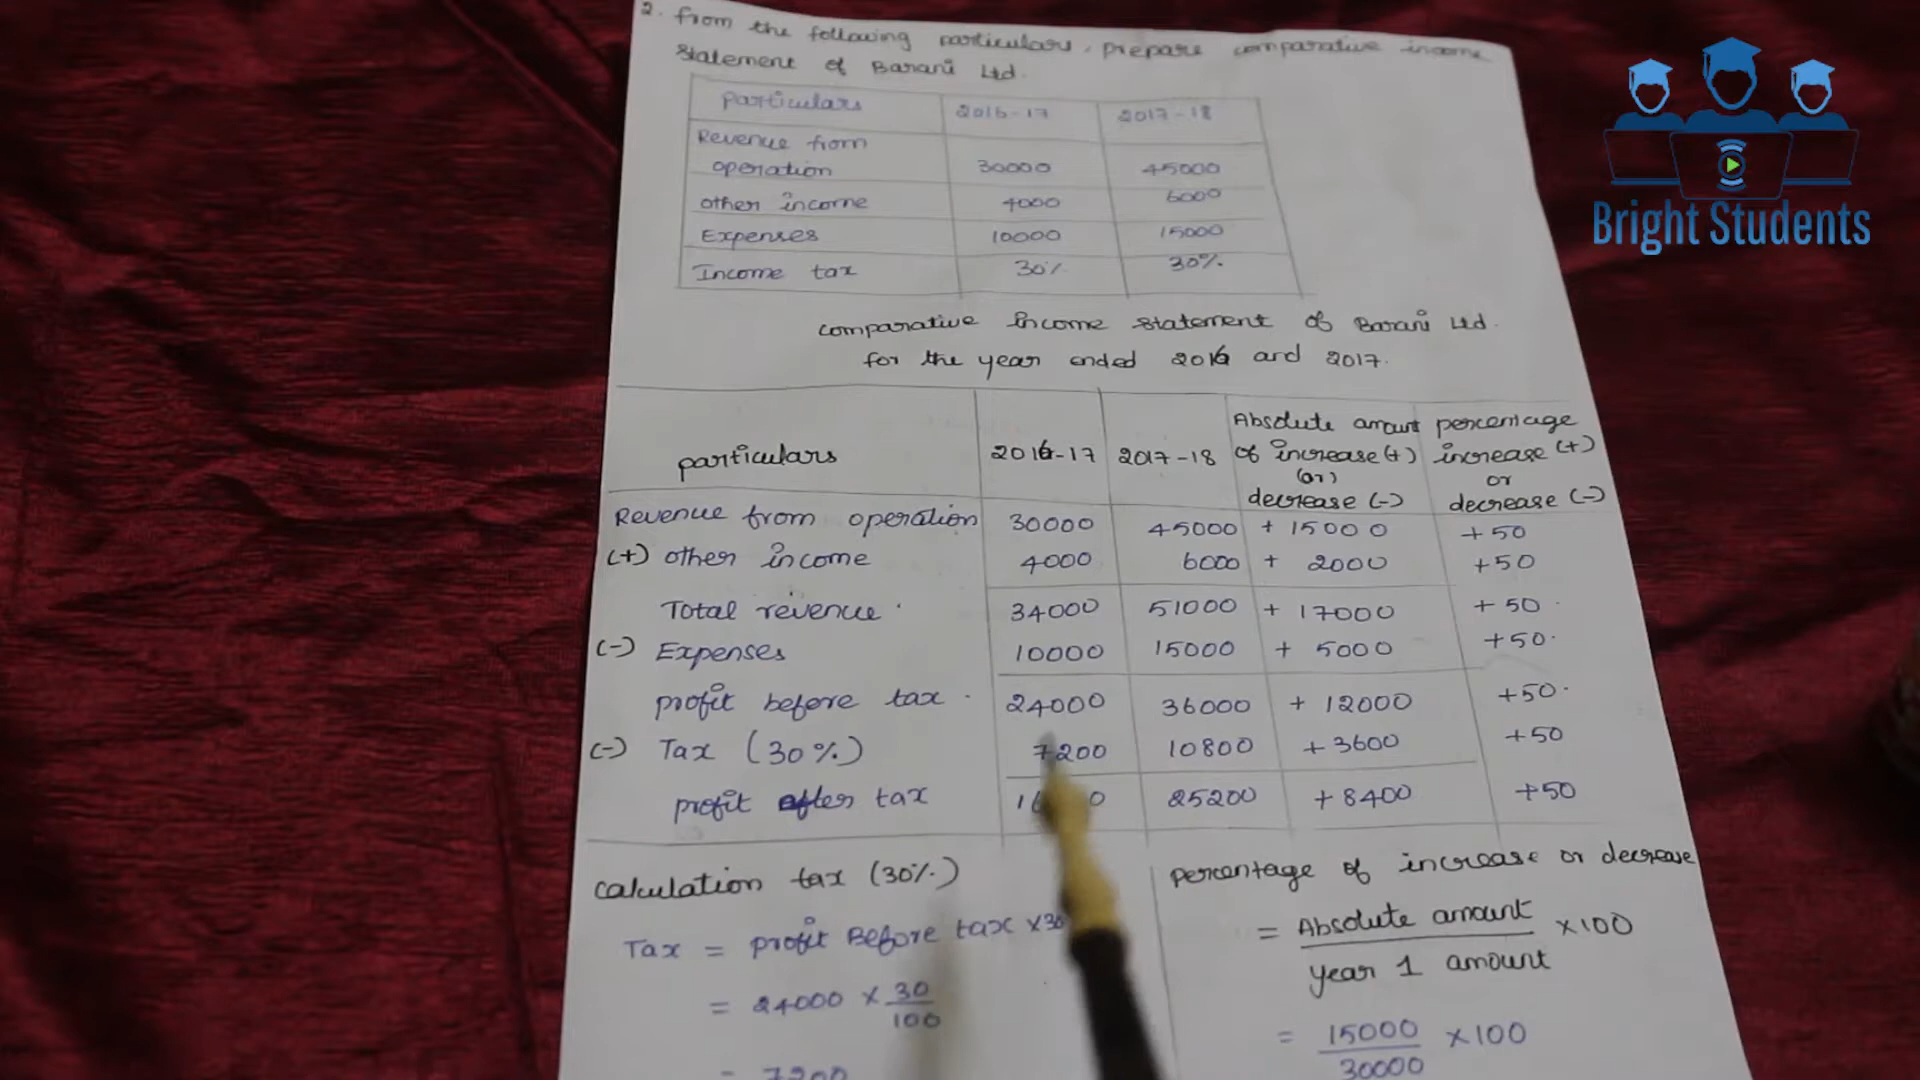 2. From the following particulars, prepare comparative income
statement of Barani Ltd.
Particulars 2016-17 2017-18
Revenue from
operation 30000 45000
other income 4000 6000
Expenses 10000 15000
Income tax 30% 30%
comparative income statement of Barani Ltd.
for the year ended 2016 and 2017.
particulars 2016-17 2017-18 Absolute amount of increase (+) (or) decrease (-) percentage increase (+) or decrease (-)
Revenue from operation 30000 45000 + 15000 +50
(+) other income 4000 6000 + 2000 +50
Total revenue 34000 51000 + 17000 +50
(-) Expenses 10000 15000 + 5000 +50
profit before tax 24000 36000 + 12000 +50
(-) Tax (30%) 7200 10800 +3600 +50
profit after tax 25200 +8400 +50
calculation tax (30%)
Tax = profit Before tax ×30
= 24000 × 30
100
= 7200
percentage of increase or decrease
= Absolute amount ×100
year 1 amount
= 15000 ×100
30000
Bright Students